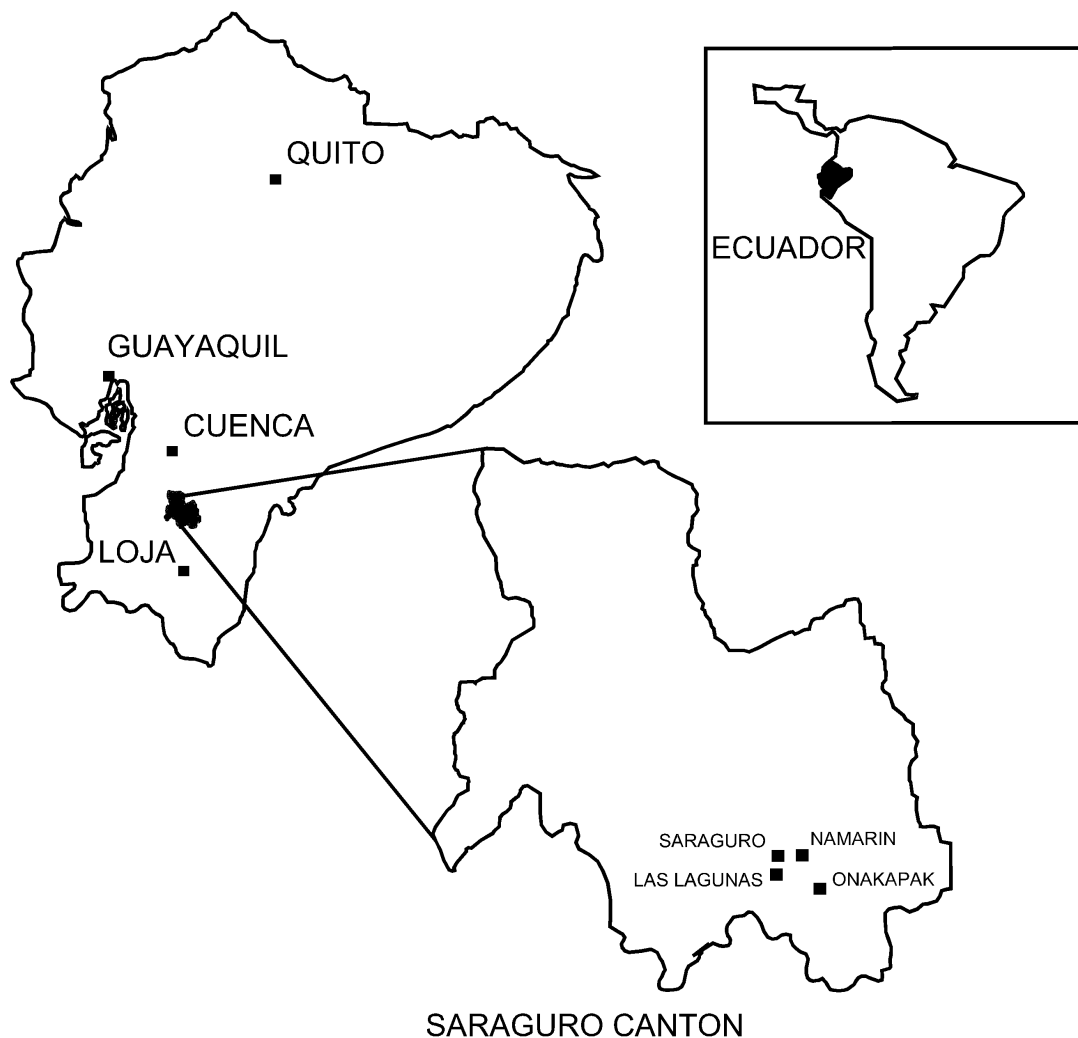 QUITO
ECUADOR
GUAYAQUIL
CUENCA
LOJA
SARAGURO
NAMARIN
LAS LAGUNAS
ONAKAPAK
SARAGURO CANTON